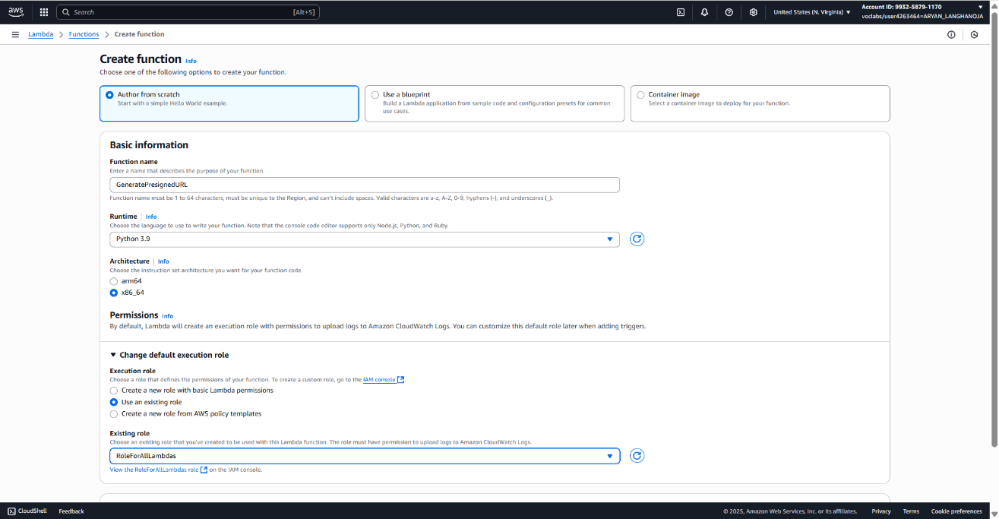 aws
Search [Alt+S]
United States (N. Virginia)
Account ID: 9932-5879-1170
voclabs/user4263464=ARYAN_LANGHANOJA
Lambda > Functions > Create function
Create function Info
Choose one of the following options to create your function.
Author from scratch
Start with a simple Hello World example.
Use a blueprint
Build a Lambda application from sample code and configuration presets for common
use cases.
Container image
Select a container image to deploy for your function.
Basic information
Function name
Enter a name that describes the purpose of your function.
GeneratePresignedURL
Function name must be 1 to 64 characters, must be unique to the Region, and can't include spaces. Valid characters are a-z, A-Z, 0-9, hyphens (-), and underscores (_).
Runtime Info
Choose the language to use to write your function. Note that the console code editor supports only Node.js, Python, and Ruby.
Python 3.9
Architecture Info
Choose the instruction set architecture you want for your function code.
arm64
x86_64
Permissions Info
By default, Lambda will create an execution role with permissions to upload logs to Amazon CloudWatch Logs. You can customize this default role later when adding triggers.
Change default execution role
Execution role
Choose a role that defines the permissions of your function. To create a custom role, go to the IAM console.
Create a new role with basic Lambda permissions
Use an existing role
Create a new role from AWS policy templates
Existing role
Choose an existing role that you've created to be used with this Lambda function. The role must have permission to upload logs to Amazon CloudWatch Logs.
RoleForAllLambdas
View the RoleForAllLambdas role on the IAM console.
CloudShell Feedback © 2025, Amazon Web Services, Inc. or its affiliates. Privacy Terms Cookie preferences